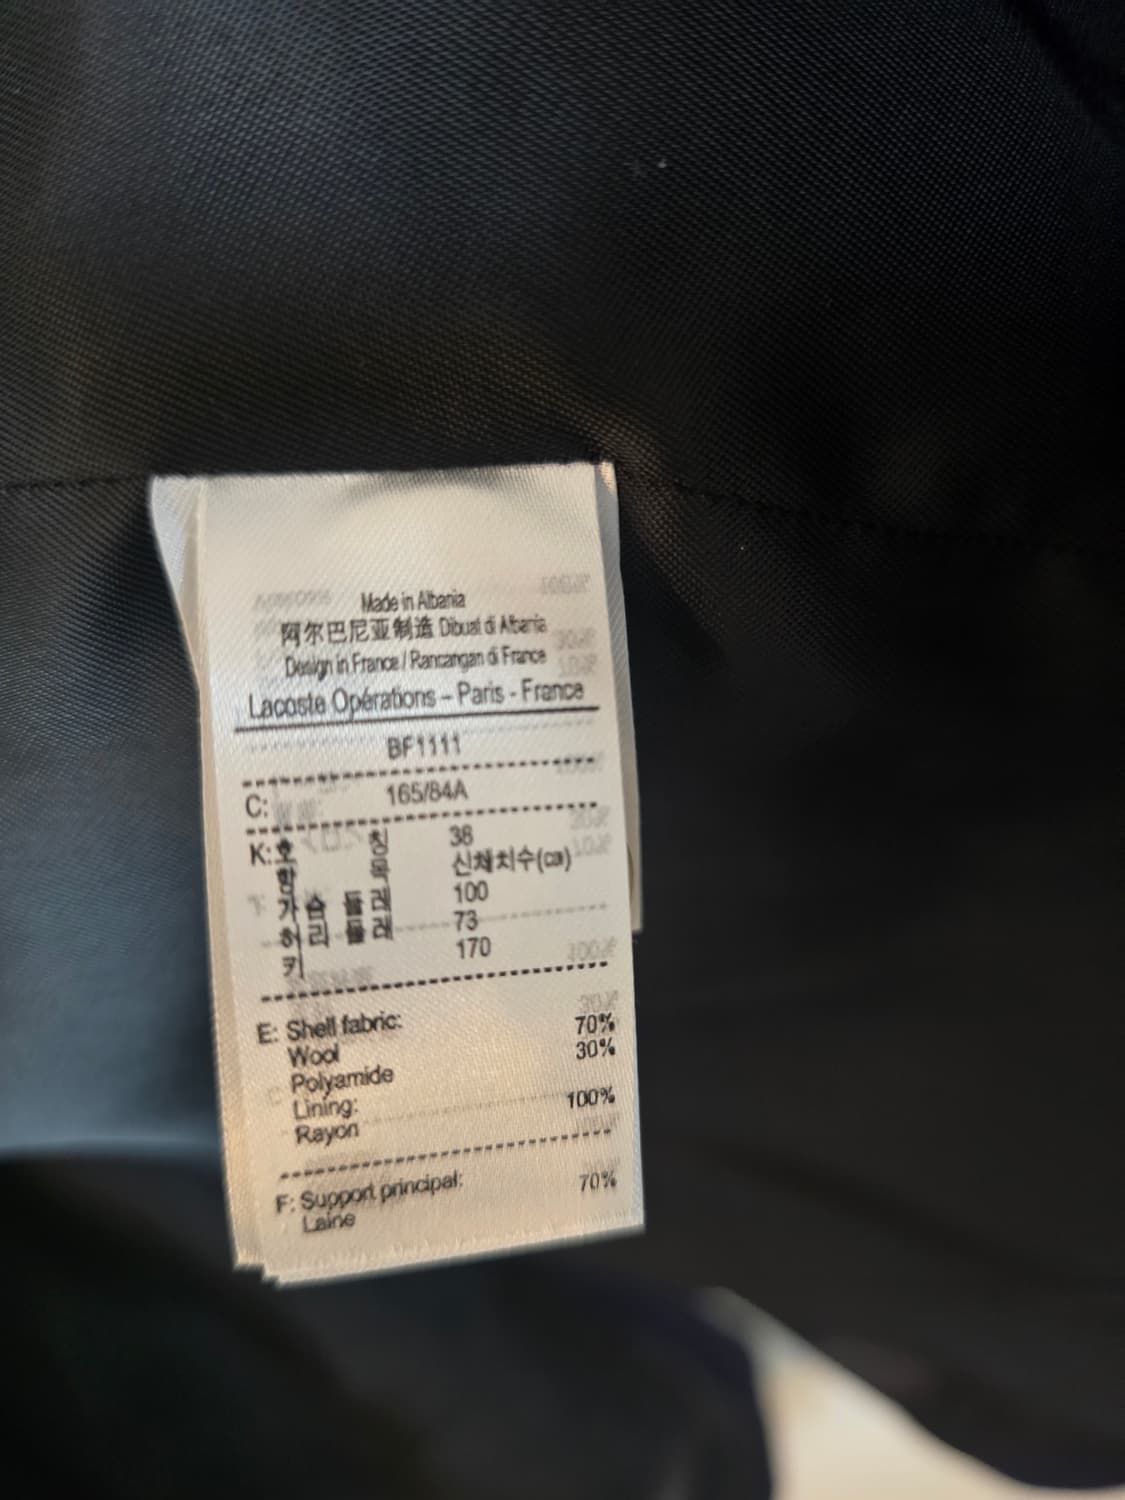 Made in Albania
阿尔巴尼亚制造 Dibuat di Albania
Design in France / Rancangan di France
Lacoste Opérations – Paris - France
BF1111
C: 165/84A
K: 호 칭 38
항 목 신체치수(cm)
가슴 둘레 100
허리 둘레 73
키 170
E: Shell fabric:
Wool 70%
Polyamide 30%
Lining:
Rayon 100%
F: Support principal:
Laine 70%